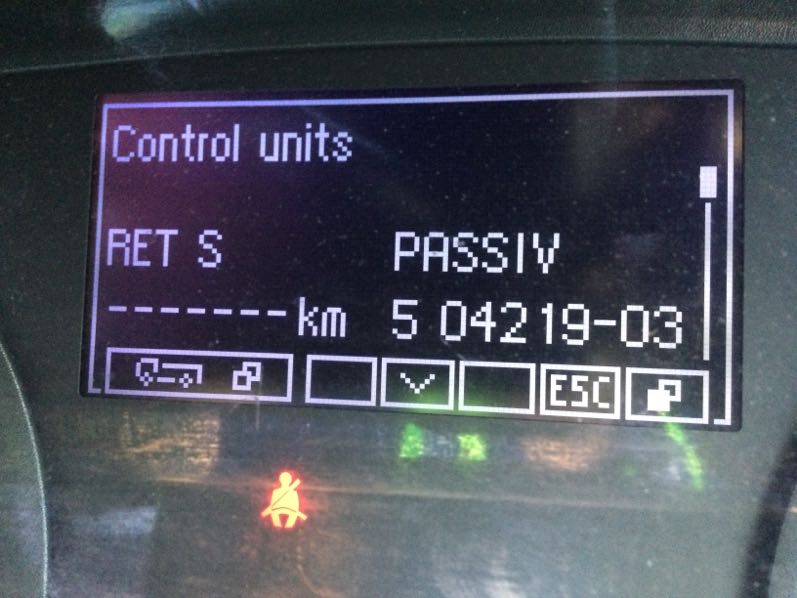 Control units
RET S PASSIV
-------km 5 04219-03
ESC